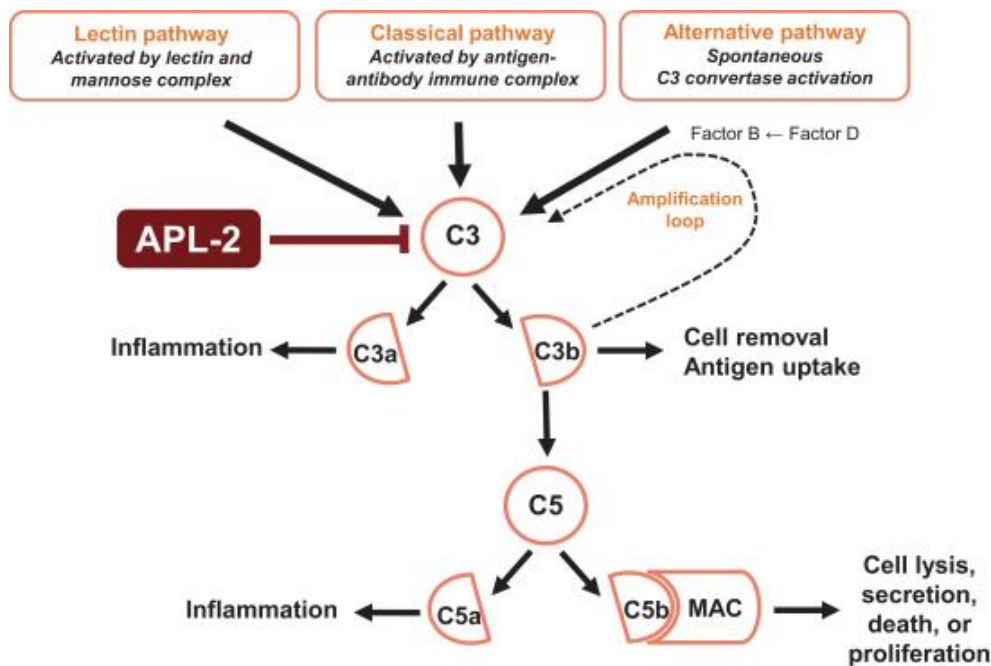 Lectin pathway
Activated by lectin and
mannose complex
Classical pathway
Activated by antigen-
antibody immune complex
Alternative pathway
Spontaneous
C3 convertase activation
Factor B ← Factor D
Amplification
loop
APL-2
C3
Inflammation
C3a
C3b
Cell removal
Antigen uptake
C5
Inflammation
C5a
C5b
MAC
Cell lysis,
secretion,
death, or
proliferation